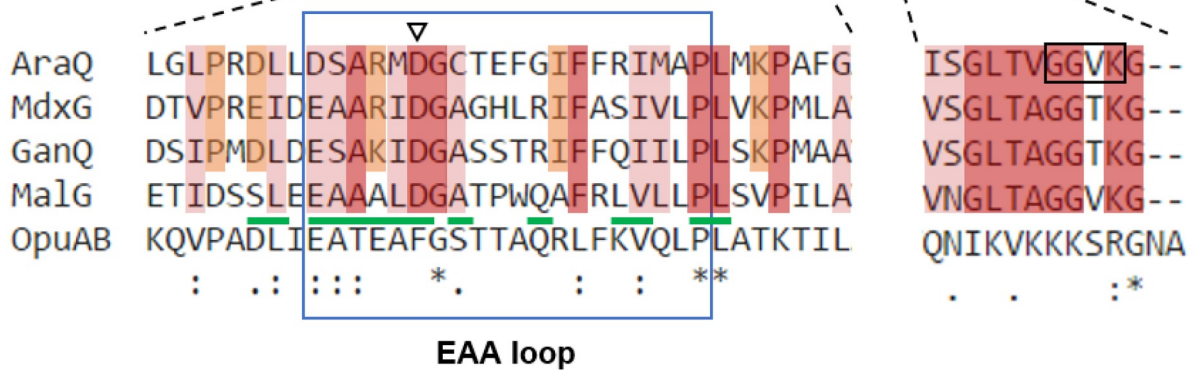 AraQ LGLPRDLLDSARMDGCTEFGIFFRIMAPLMKPAFG ISGLTVGGVKG--
MdxG DTVPREIDEAARIDGAGHLRIFASIVLPLVKPMLA VSGLTAGGTKG--
GanQ DSIPMDLDESAKIDGASSTRIFFQIILPLSKPMAA VSGLTAGGTKG--
MalG ETIDSSLEEAAALDGATPWQAFRLVLLPLSVPILA VNGLTAGGVKG--
OpuAB KQVPADLIEATEAFGSTTAQRLFKVQLPLATKTIL QNIKVKKKSRGNA
: .: ::: *. : : ** . . :*
EAA loop